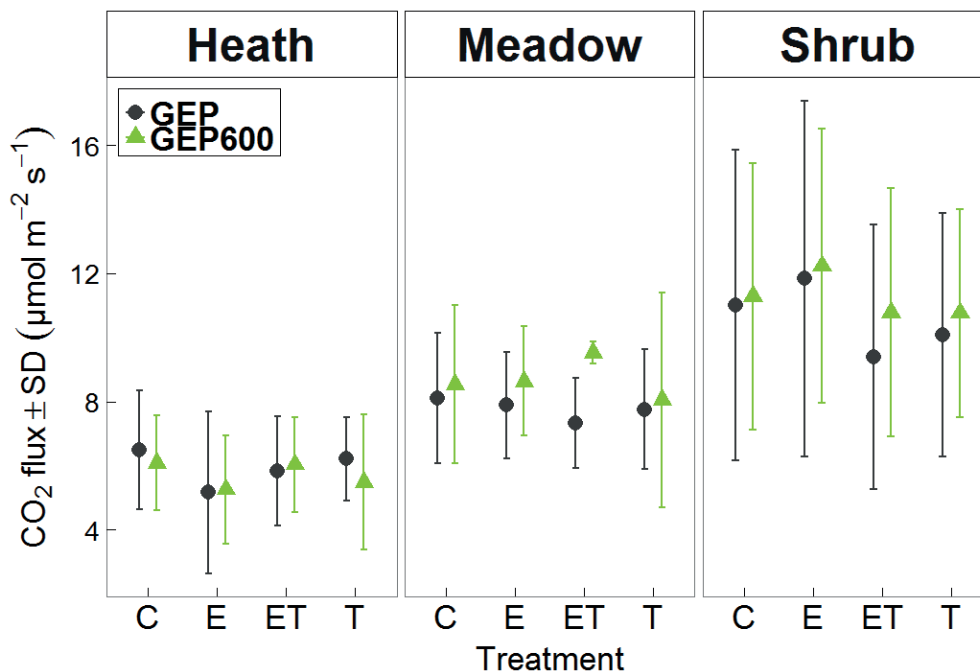 Heath Meadow Shrub
GEP
GEP600
16
12
8
4
CO₂ flux ± SD (μmol m⁻² s⁻¹)
C E ET T C E ET T C E ET T
Treatment